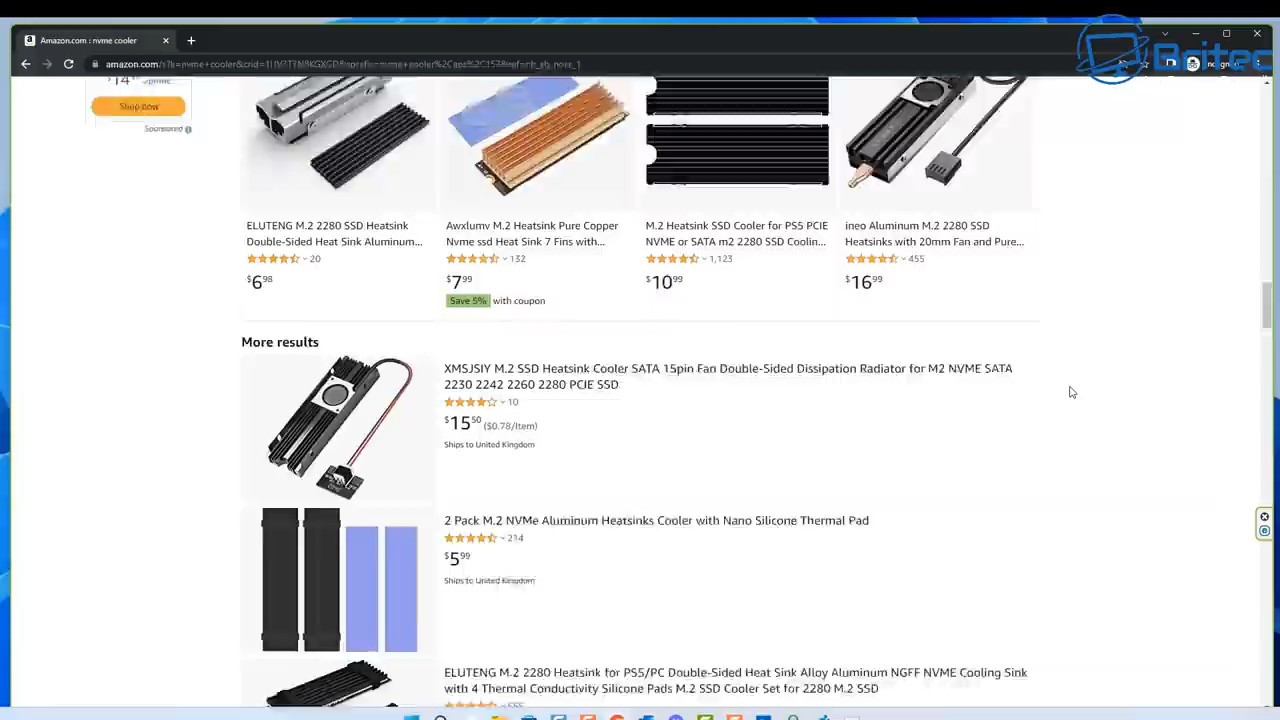 Amazon.com : nvme cooler
Britec
amazon.com
14
prime
Shop now
Sponsored
ELUTENG M.2 2280 SSD Heatsink
Double-Sided Heat Sink Aluminum...
20
$6 98
Awxlumv M.2 Heatsink Pure Copper
Nvme ssd Heat Sink 7 Fins with...
132
$7 99
Save 5% with coupon
M.2 Heatsink SSD Cooler for PS5 PCIE
NVME or SATA m2 2280 SSD Coolin...
1,123
$10 99
ineo Aluminum M.2 2280 SSD
Heatsinks with 20mm Fan and Pure...
455
$16 99
More results
XMSJSIY M.2 SSD Heatsink Cooler SATA 15pin Fan Double-Sided Dissipation Radiator for M2 NVME SATA
2230 2242 2260 2280 PCIE SSD
10
$15 50 ($0.78/Item)
Ships to United Kingdom
2 Pack M.2 NVMe Aluminum Heatsinks Cooler with Nano Silicone Thermal Pad
214
$5 99
Ships to United Kingdom
ELUTENG M.2 2280 Heatsink for PS5/PC Double-Sided Heat Sink Alloy Aluminum NGFF NVME Cooling Sink
with 4 Thermal Conductivity Silicone Pads M.2 SSD Cooler Set for 2280 M.2 SSD